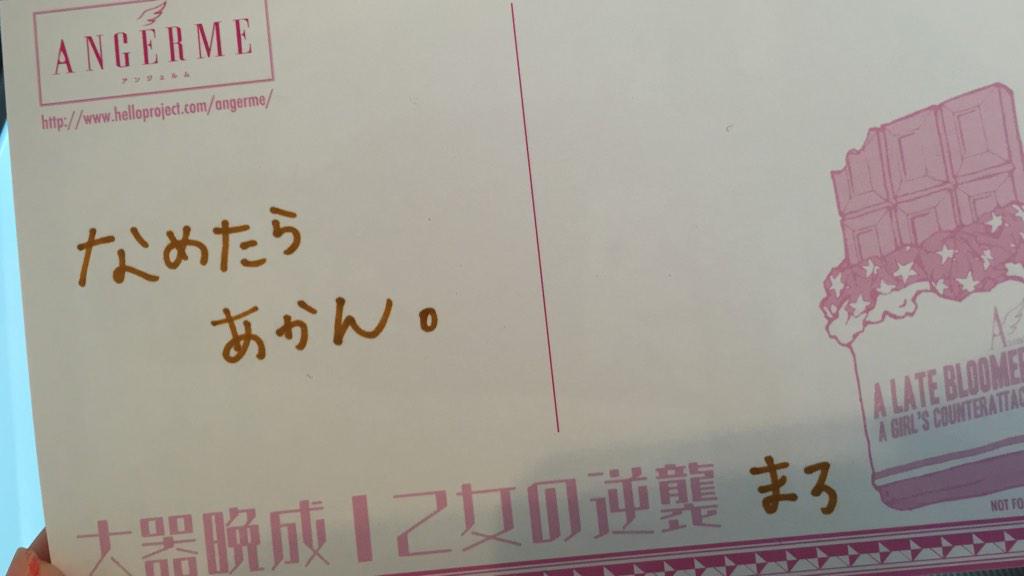 ANGERME
アンジュルム
http://www.helloproject.com/angerme/
なめたら
あかん。
A LATE BLOOMER
A GIRL'S COUNTERATTAC
まろ
大器晩成|乙女の逆襲
NOT FO